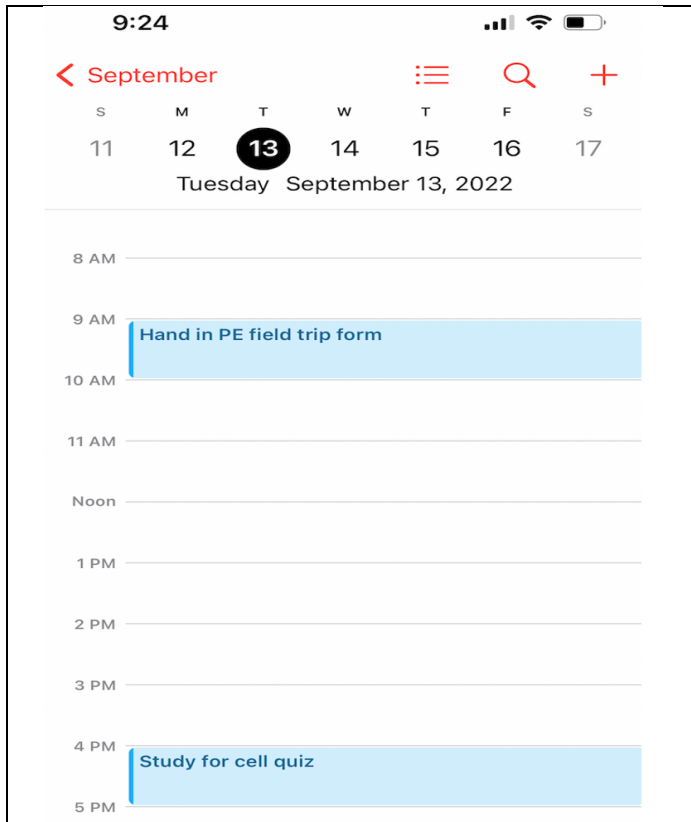 9:24
September
S M T W T F S
11 12 13 14 15 16 17
Tuesday September 13, 2022
8 AM
9 AM
Hand in PE field trip form
10 AM
11 AM
Noon
1 PM
2 PM
3 PM
4 PM
Study for cell quiz
5 PM